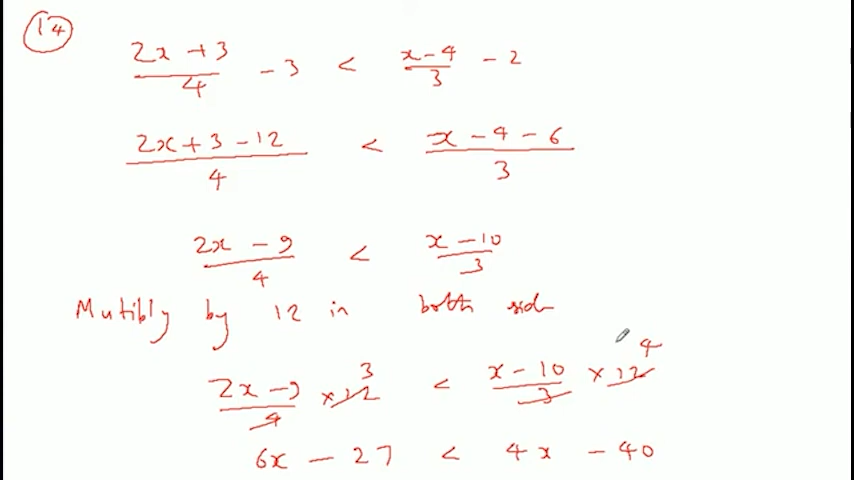 14
(2x + 3)/4 - 3 < (x - 4)/3 - 2
(2x + 3 - 12)/4 < (x - 4 - 6)/3
(2x - 9)/4 < (x - 10)/3
Mutibly by 12 in both side
(2x - 9)/4 × 12 3 < (x - 10)/3 × 12 4
6x - 27 < 4x - 40